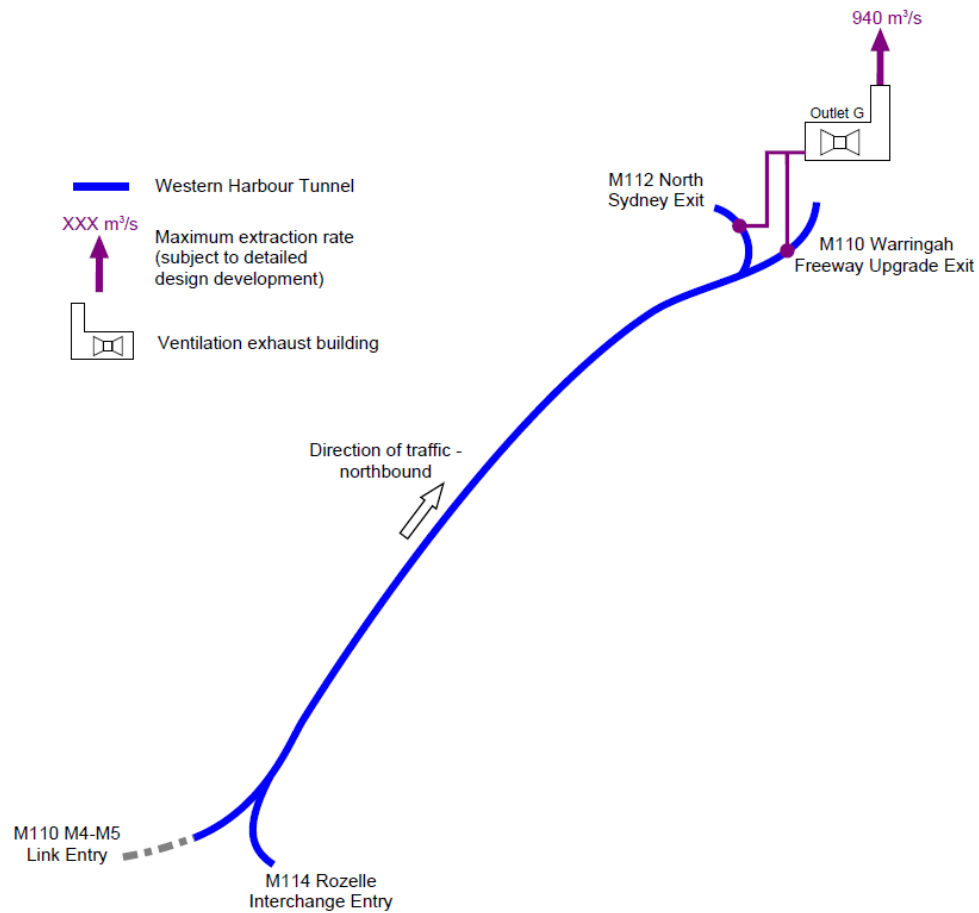 940 m³/s
Outlet G
M112 North
Sydney Exit
M110 Warringah
Freeway Upgrade Exit
Western Harbour Tunnel
XXX m³/s
Maximum extraction rate
(subject to detailed
design development)
Ventilation exhaust building
Direction of traffic -
northbound
M110 M4-M5
Link Entry
M114 Rozelle
Interchange Entry